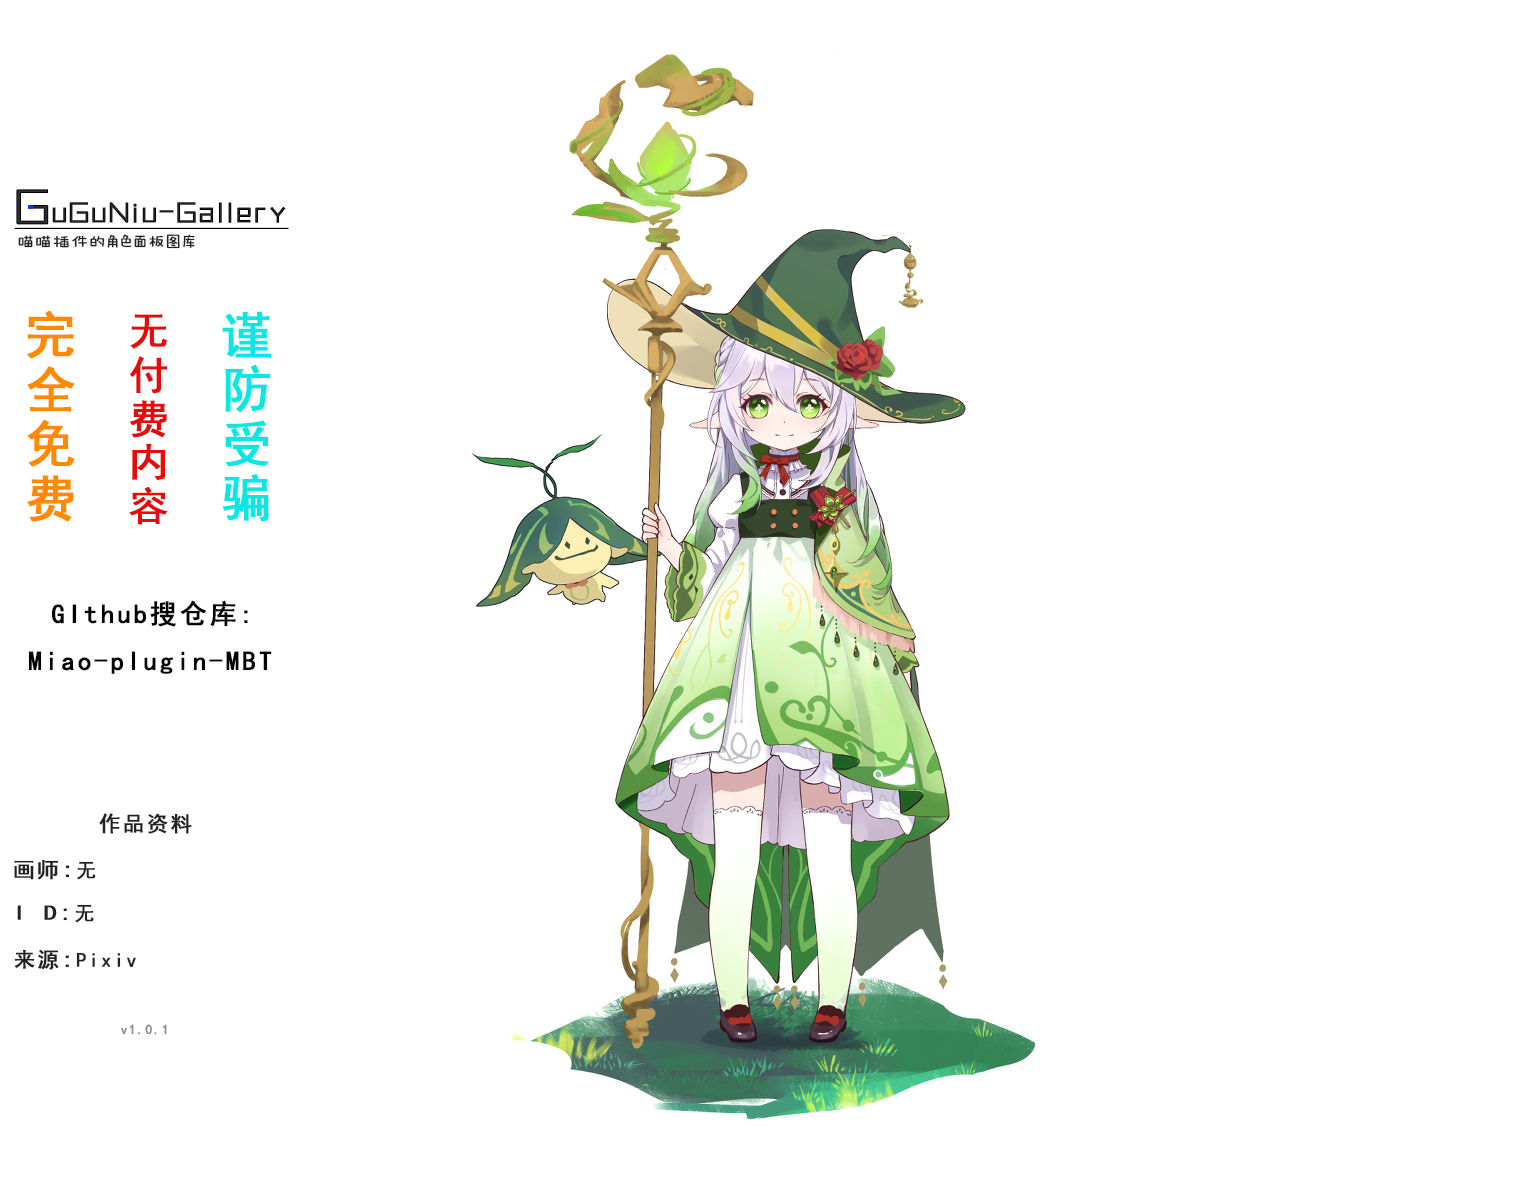 GuGuNiu-Gallery
喵喵插件的角色面板图库
完全免费
无付费内容
谨防受骗
GIthub搜仓库:
Miao-plugin-MBT
作品资料
画师:无
I D:无
来源:Pixiv
v1.0.1